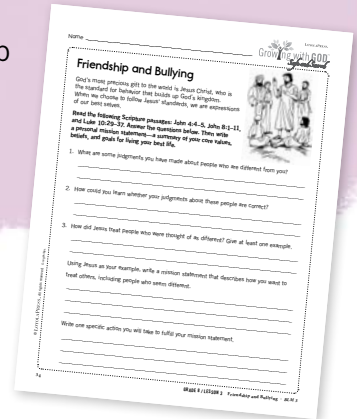 Name
Growing with GOD
Friendship and Bullying
God's most precious gift to the world is Jesus Christ, who is
the standard for behavior that builds up God's kingdom.
When we choose to follow Jesus' standards, we are expressions
of our best selves.
Read the following Scripture passages: John 4:4–5, John 8:1–11,
and Luke 10:29–37. Answer the questions below. Then write
a personal mission statement—a summary of your core values,
beliefs, and goals for living your best life.
1. What are some judgments you have made about people who are different from you?
2. How could you learn whether your judgments about these people are correct?
3. How did Jesus treat people who were thought of as different? Give at least one example.
Using Jesus as your example, write a mission statement that describes how you want to
treat others, including people who seem different.
Write one specific action you will take to fulfill your mission statement.
GRADE 8 / LESSON 3 Friendship and Bullying